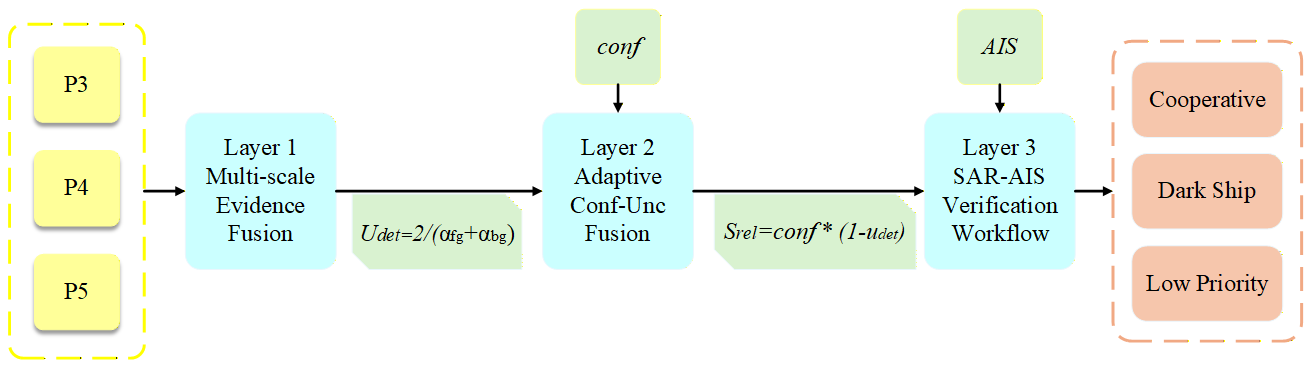 P3
P4
P5
Layer 1
Multi-scale
Evidence
Fusion
Udet=2/(αfg+αbg)
conf
Layer 2
Adaptive
Conf-Unc
Fusion
Srel=conf* (1-udet)
AIS
Layer 3
SAR-AIS
Verification
Workflow
Cooperative
Dark Ship
Low Priority